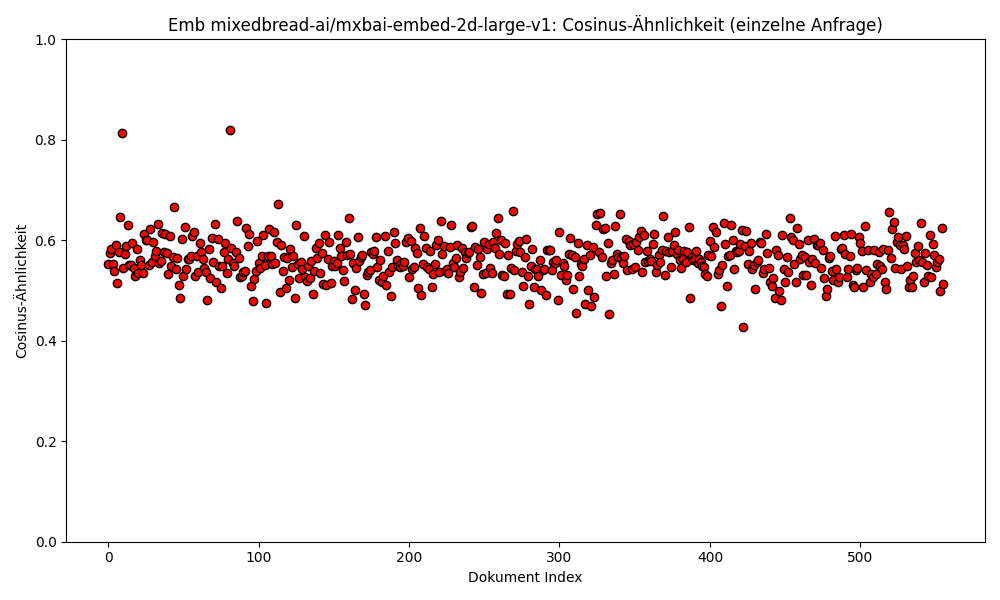 Emb mixedbread-ai/mxbai-embed-2d-large-v1: Cosinus-Ähnlichkeit (einzelne Anfrage)
1.0
0.8
0.6
0.4
0.2
0.0
Cosinus-Ähnlichkeit
0 100 200 300 400 500
Dokument Index